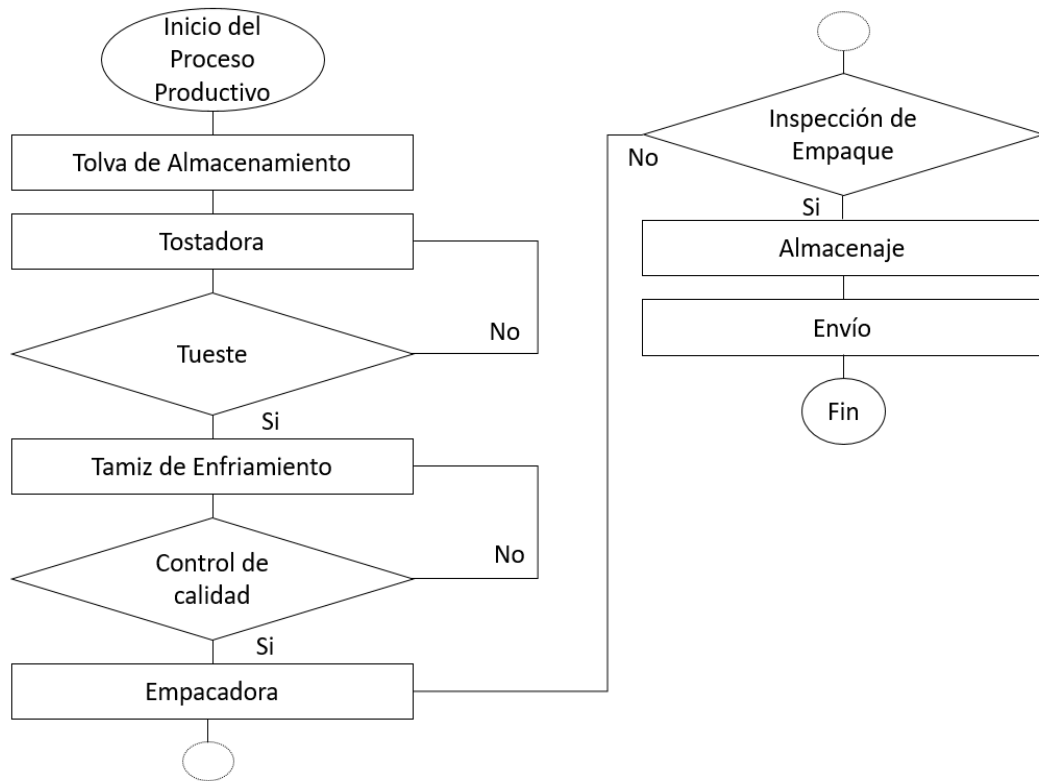 Inicio del
Proceso
Productivo
Tolva de Almacenamiento
Tostadora
No
Tueste
Si
Tamiz de Enfriamiento
No
Control de
calidad
Si
Empacadora
Inspección de
Empaque
No
Si
Almacenaje
Envío
Fin